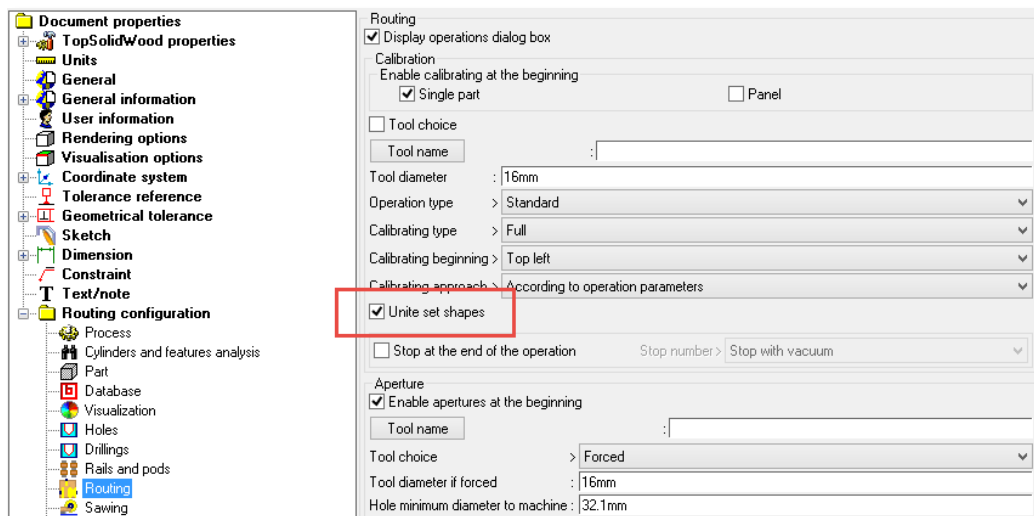 Document properties
TopSolidWood properties
Units
General
General information
User information
Rendering options
Visualisation options
Coordinate system
Tolerance reference
Geometrical tolerance
Sketch
Dimension
Constraint
Text/note
Routing configuration
Process
Cylinders and features analysis
Part
Database
Visualization
Holes
Drillings
Rails and pods
Routing
Sawing
Routing
Display operations dialog box
Calibration
Enable calibrating at the beginning
Single part Panel
Tool choice
Tool name :
Tool diameter : 16mm
Operation type > Standard
Calibrating type > Full
Calibrating beginning > Top left
Calibrating approach > According to operation parameters
Unite set shapes
Stop at the end of the operation Stop number > Stop with vacuum
Aperture
Enable apertures at the beginning
Tool name :
Tool choice > Forced
Tool diameter if forced : 16mm
Hole minimum diameter to machine : 32.1mm